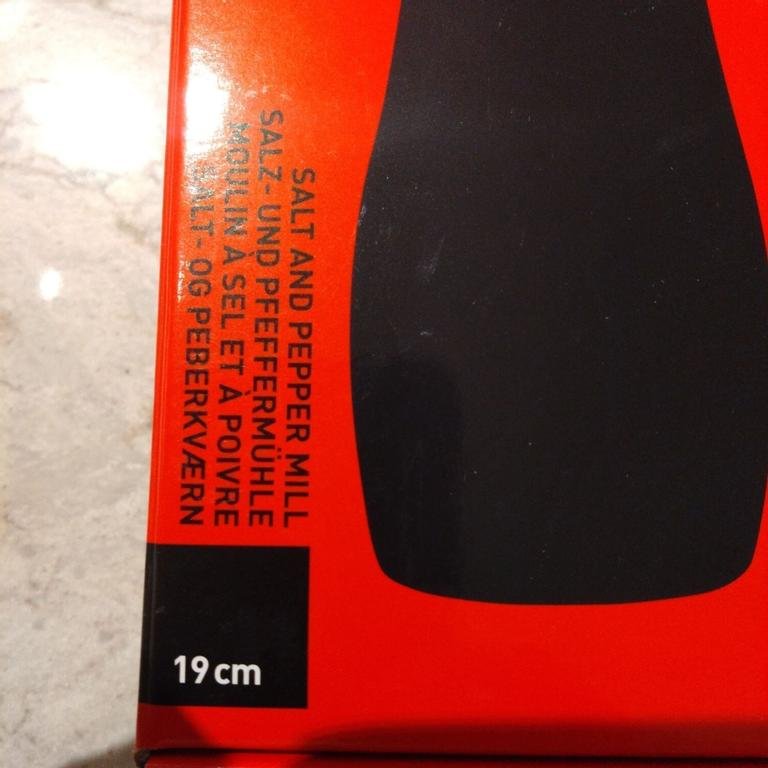 SALT AND PEPPER MILL
SALZ- UND PFEFFERMÜHLE
MOULIN À SEL ET À POIVRE
SALT- OG PEBERKVÆRN
19 cm